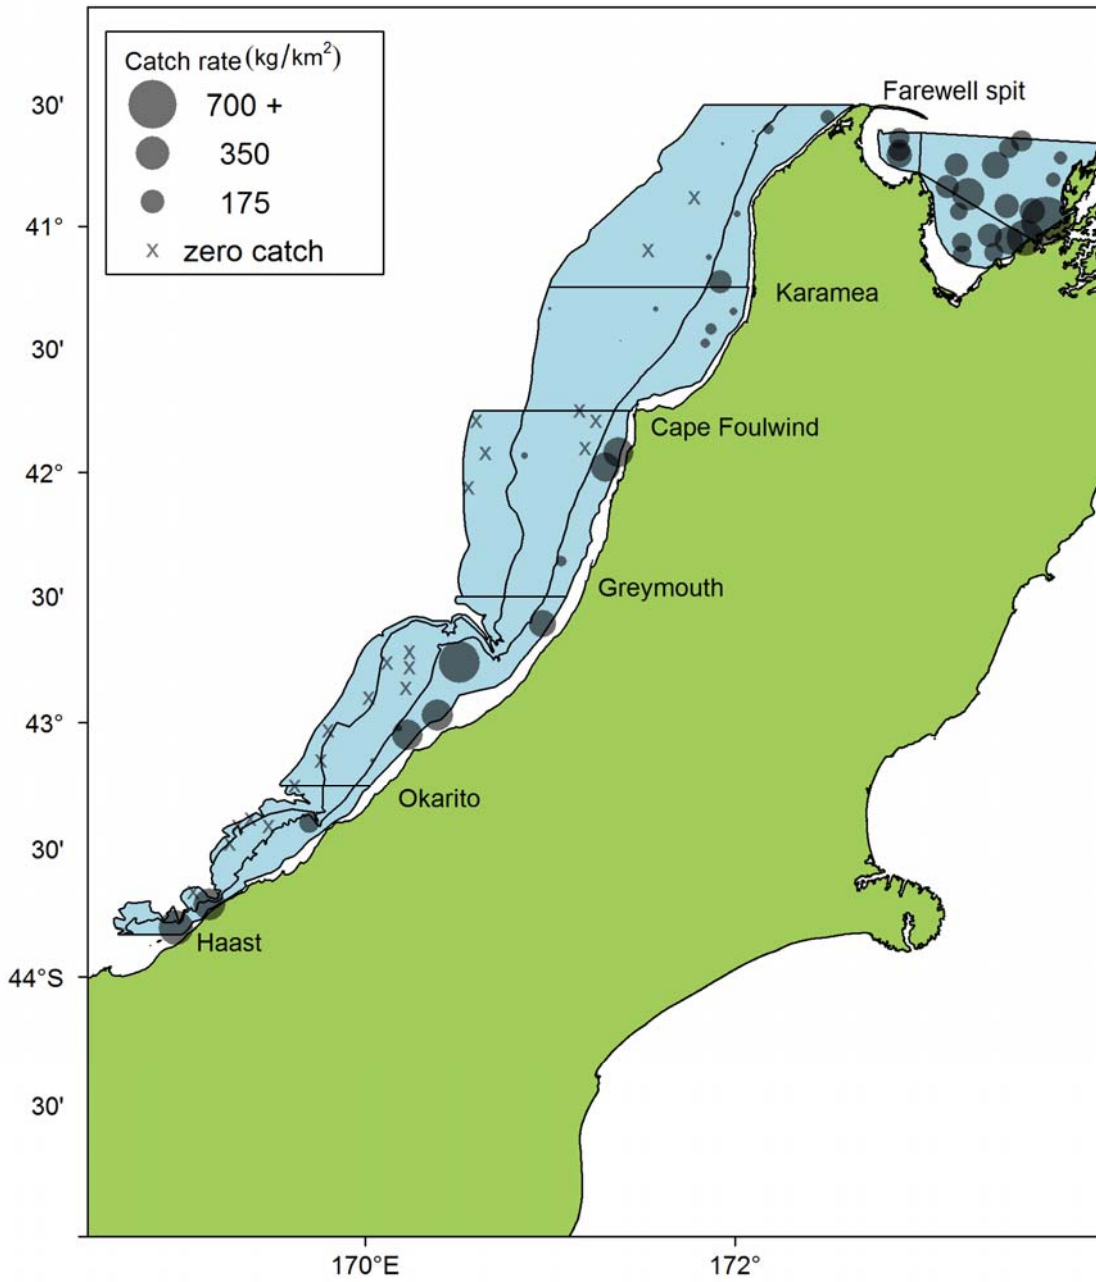 Catch rate (kg/km²)
700 +
350
175
x zero catch
Farewell spit
Karamea
Cape Foulwind
Greymouth
Okarito
Haast
30'
41°
30'
42°
30'
43°
30'
44°S
30'
170°E
172°